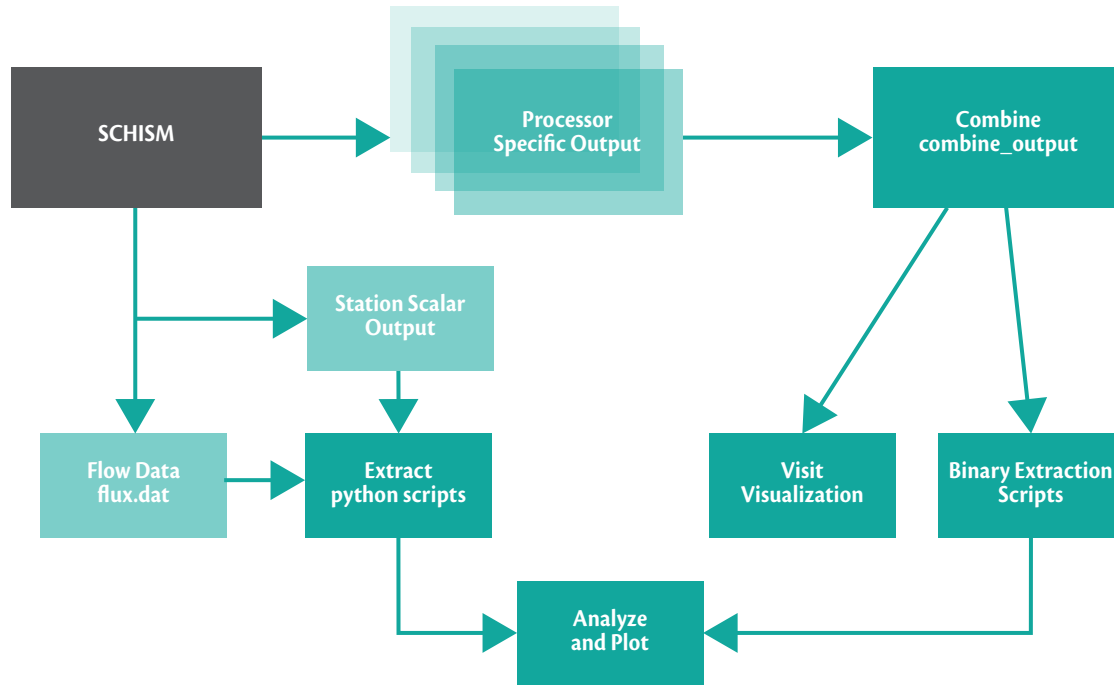 SCHISM
Processor
Specific Output
Combine
combine_output
Station Scalar
Output
Flow Data
flux.dat
Extract
python scripts
Visit
Visualization
Binary Extraction
Scripts
Analyze
and Plot